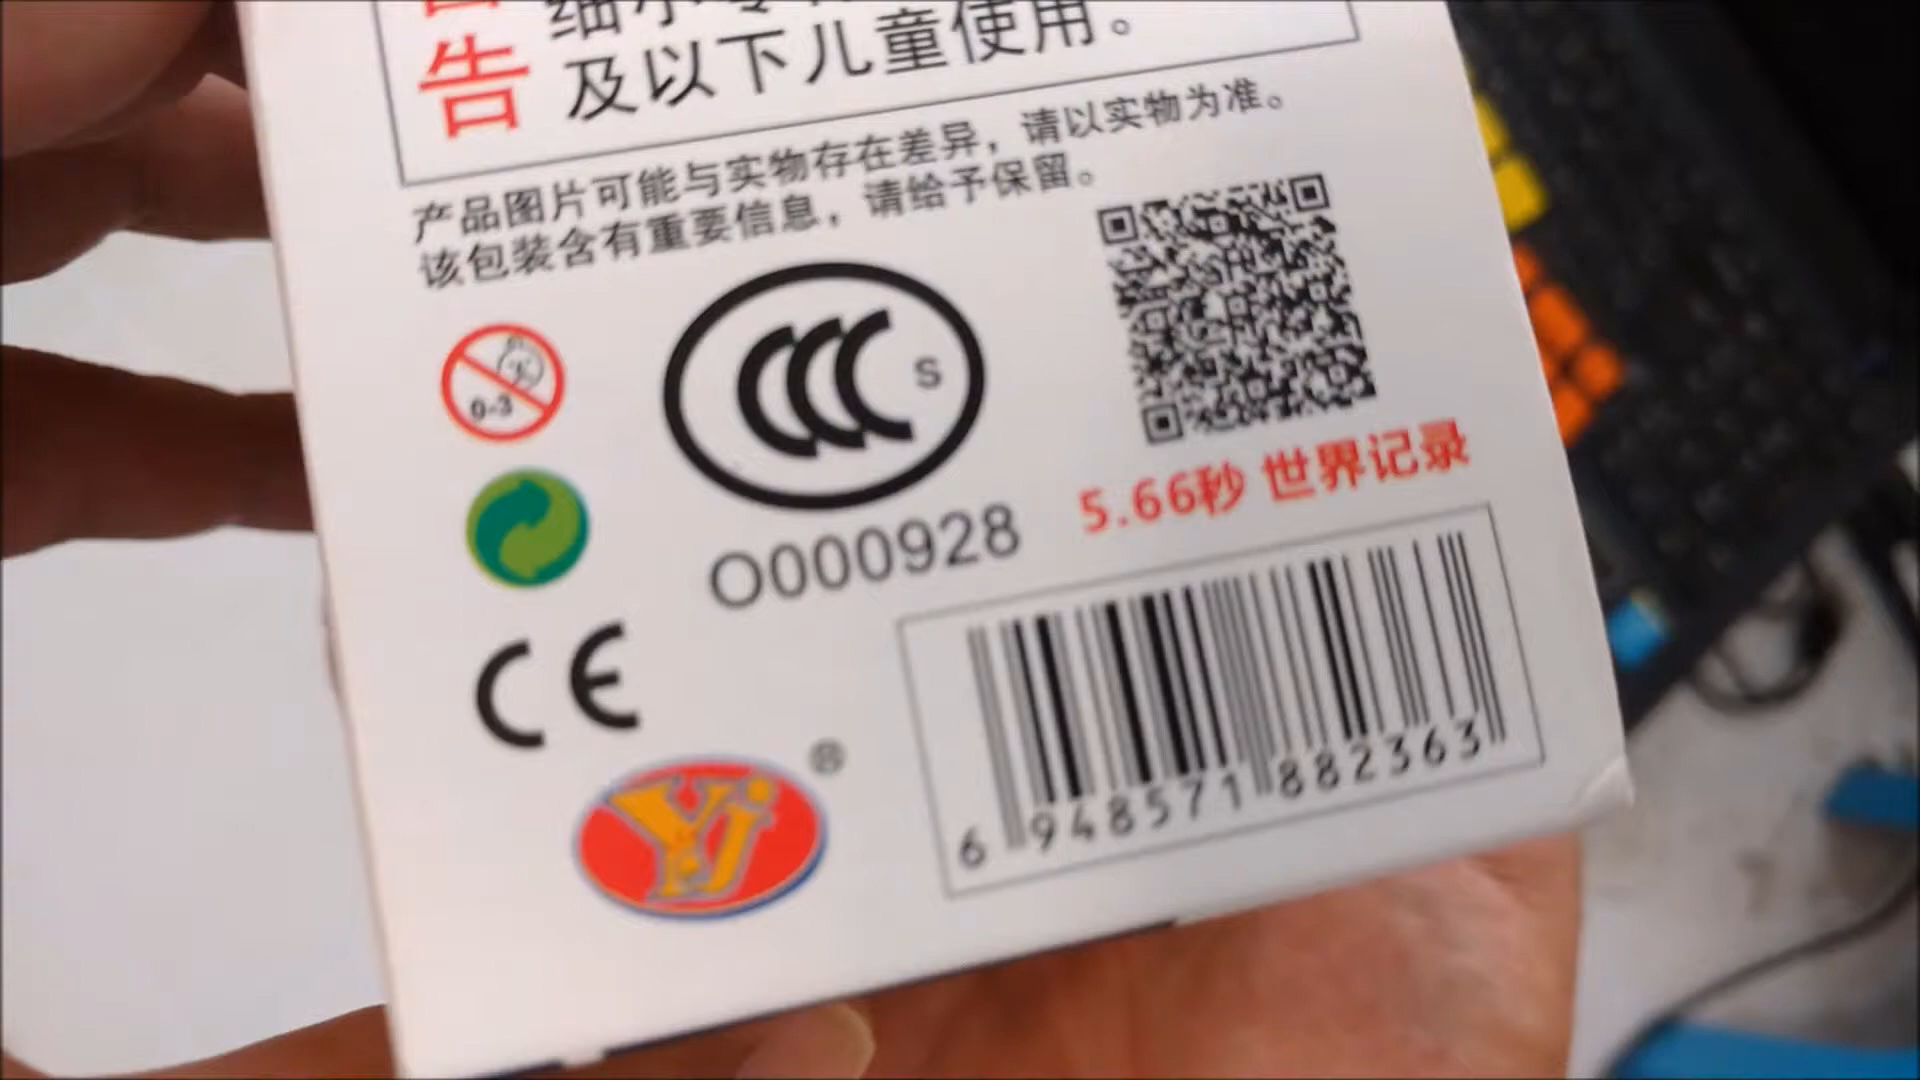 告
及以下儿童使用。
产品图片可能与实物存在差异，请以实物为准。
该包装含有重要信息，请给予保留。
0-3
CCC S
O000928
5.66秒 世界记录
CE
YJ ®
6 948571 882363